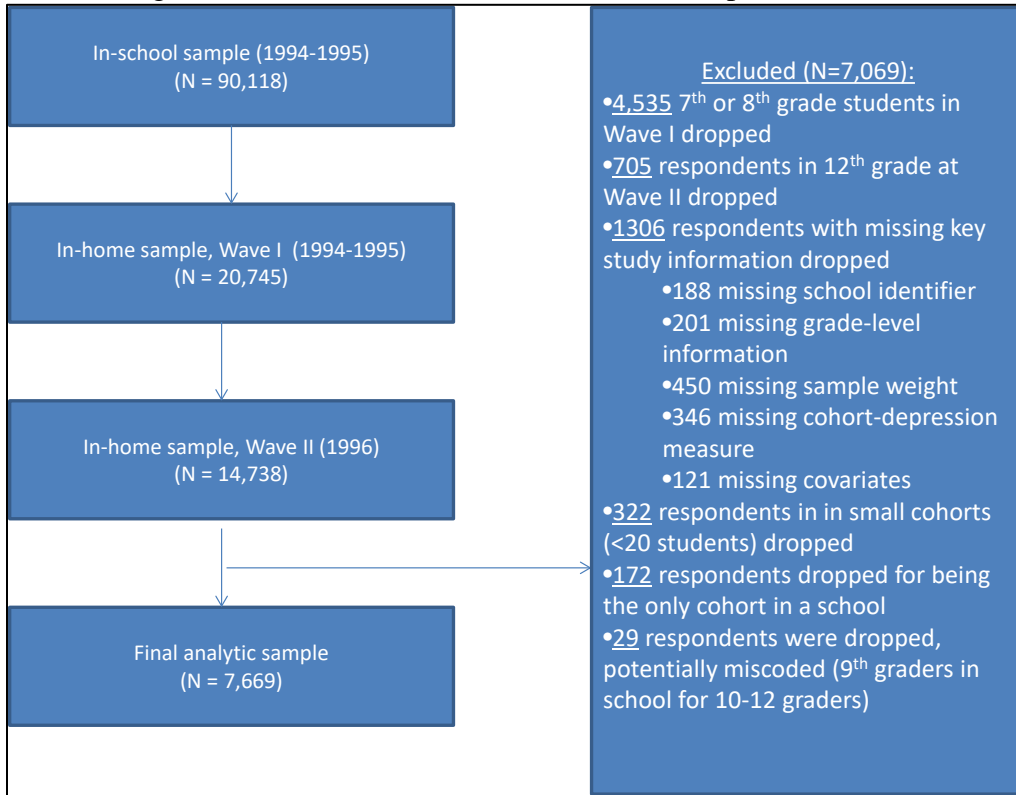 In-school sample (1994-1995)
(N = 90,118)
In-home sample, Wave I  (1994-1995)
(N = 20,745)
In-home sample, Wave II (1996)
(N = 14,738)
Final analytic sample
(N = 7,669)
Excluded (N=7,069):
•4,535 7th or 8th grade students in
Wave I dropped
•705 respondents in 12th grade at
Wave II dropped
•1306 respondents with missing key
study information dropped
•188 missing school identifier
•201 missing grade-level
information
•450 missing sample weight
•346 missing cohort-depression
measure
•121 missing covariates
•322 respondents in in small cohorts
(<20 students) dropped
•172 respondents dropped for being
the only cohort in a school
•29 respondents were dropped,
potentially miscoded (9th graders in
school for 10-12 graders)